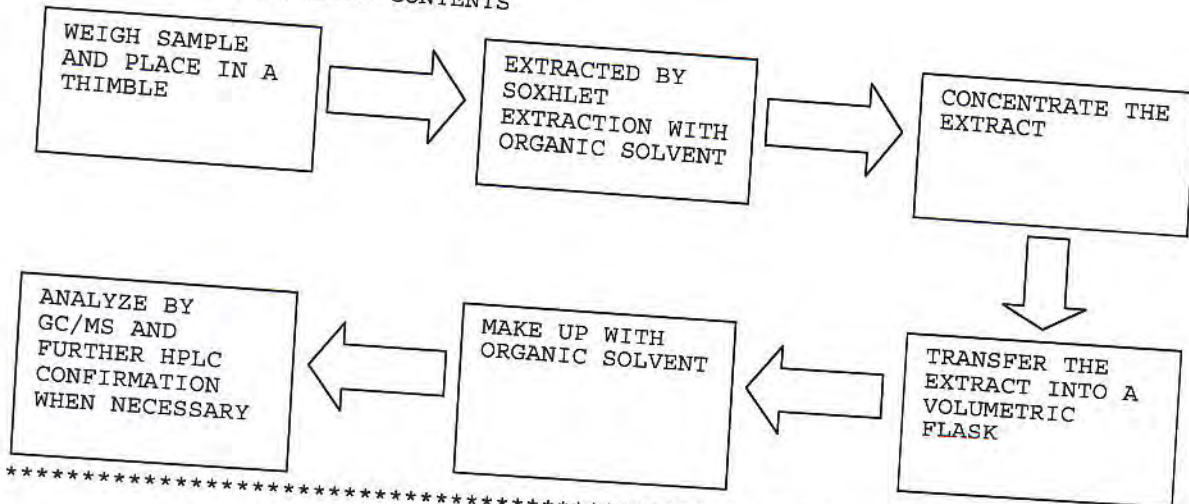 CONTENTS
WEIGH SAMPLE
AND PLACE IN A
THIMBLE
EXTRACTED BY
SOXHLET
EXTRACTION WITH
ORGANIC SOLVENT
CONCENTRATE THE
EXTRACT
TRANSFER THE
EXTRACT INTO A
VOLUMETRIC
FLASK
MAKE UP WITH
ORGANIC SOLVENT
ANALYZE BY
GC/MS AND
FURTHER HPLC
CONFIRMATION
WHEN NECESSARY